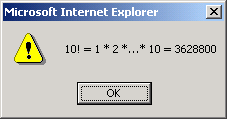 Microsoft Internet Explorer
10! = 1 * 2 *...* 10 = 3628800
OK